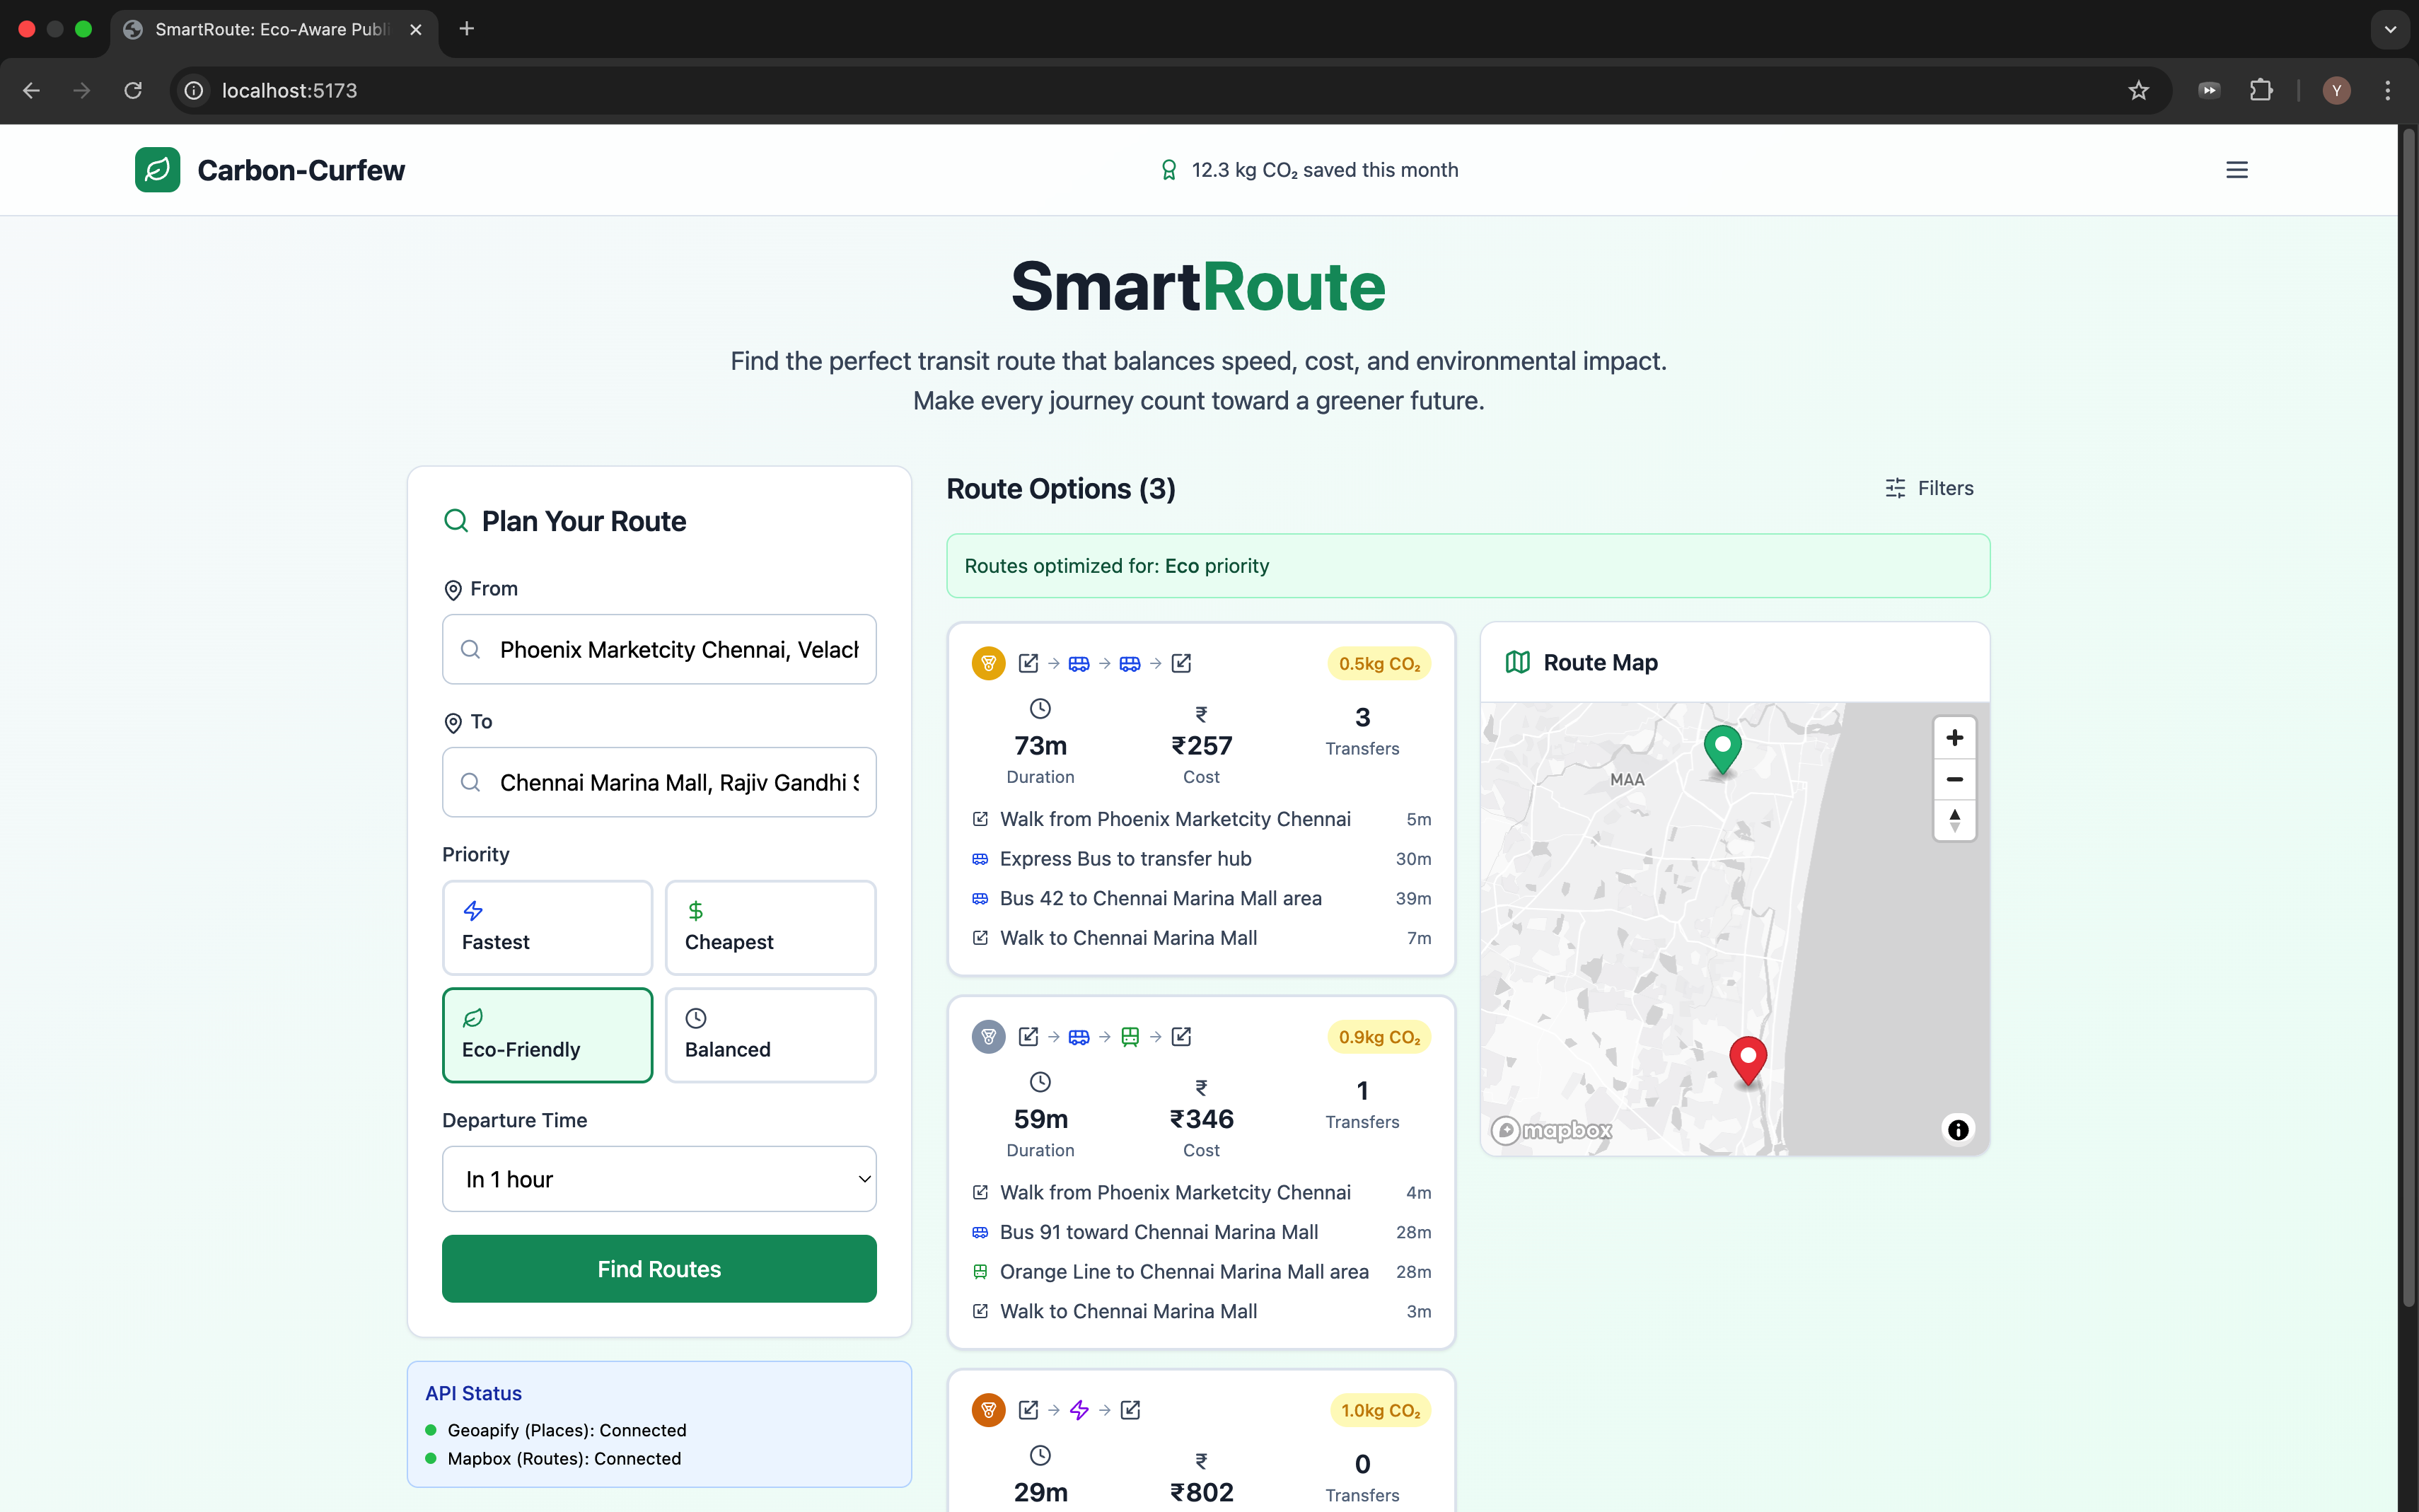 SmartRoute: Eco-Aware Publi
localhost:5173
Y
Carbon-Curfew
12.3 kg CO₂ saved this month
SmartRoute
Find the perfect transit route that balances speed, cost, and environmental impact.
Make every journey count toward a greener future.
Plan Your Route
From
Phoenix Marketcity Chennai, Velach
To
Chennai Marina Mall, Rajiv Gandhi S
Priority
Fastest
Cheapest
Eco-Friendly
Balanced
Departure Time
In 1 hour
Find Routes
API Status
Geoapify (Places): Connected
Mapbox (Routes): Connected
Route Options (3)
Filters
Routes optimized for: Eco priority
0.5kg CO₂
₹
3
73m
₹257
Transfers
Duration
Cost
Walk from Phoenix Marketcity Chennai 5m
Express Bus to transfer hub 30m
Bus 42 to Chennai Marina Mall area 39m
Walk to Chennai Marina Mall 7m
0.9kg CO₂
₹
1
59m
₹346
Transfers
Duration
Cost
Walk from Phoenix Marketcity Chennai 4m
Bus 91 toward Chennai Marina Mall 28m
Orange Line to Chennai Marina Mall area 28m
Walk to Chennai Marina Mall 3m
1.0kg CO₂
₹
0
29m
₹802
Transfers
Route Map
MAA
mapbox